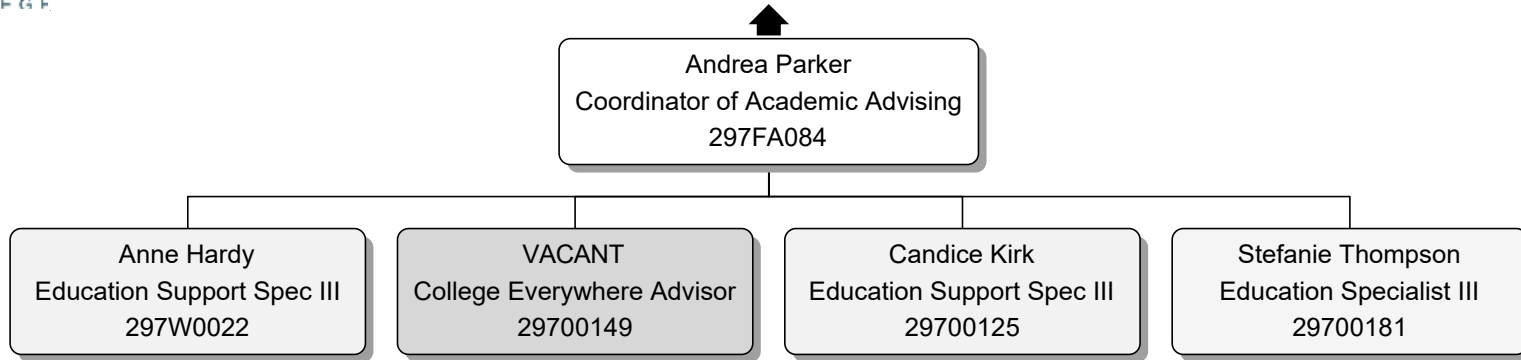 Andrea Parker
Coordinator of Academic Advising
297FA084
Anne Hardy
Education Support Spec III
297W0022
VACANT
College Everywhere Advisor
29700149
Candice Kirk
Education Support Spec III
29700125
Stefanie Thompson
Education Specialist III
29700181